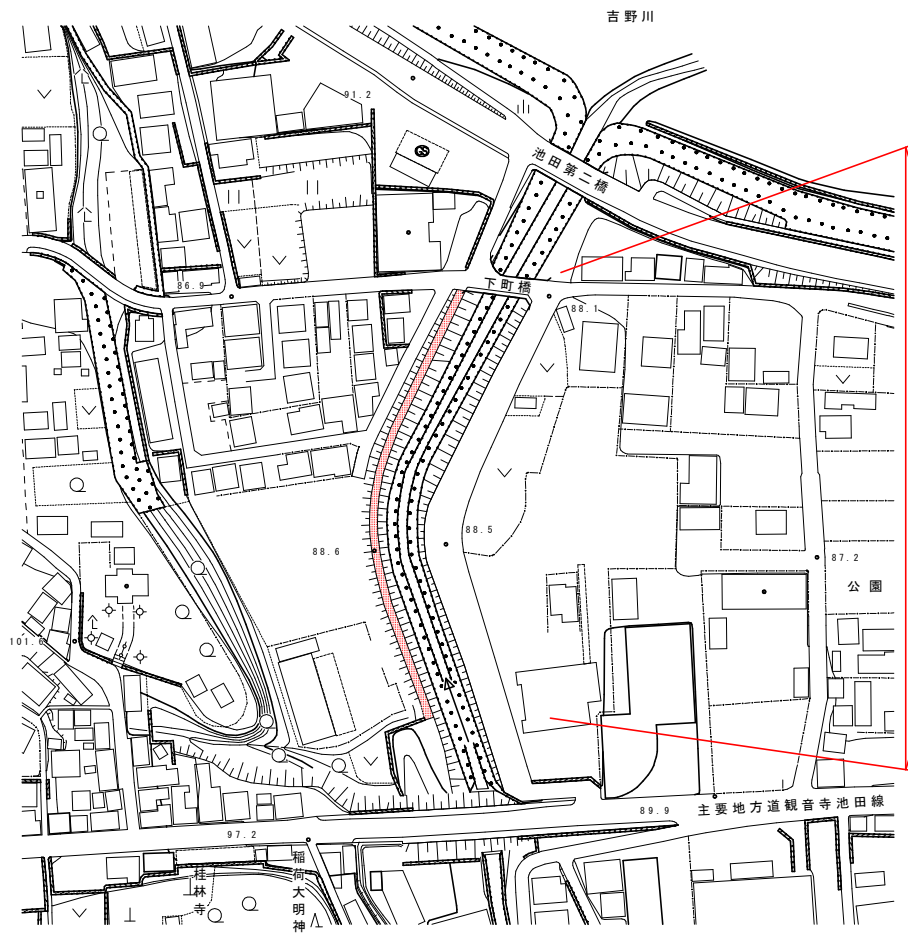 吉野川
91.2
池田第二橋
下町橋
86.9
88.1
88.5
88.6
87.2
公園
101.6
89.9
主要地方道観音寺池田線
97.2
桂林寺
稲荷大明神